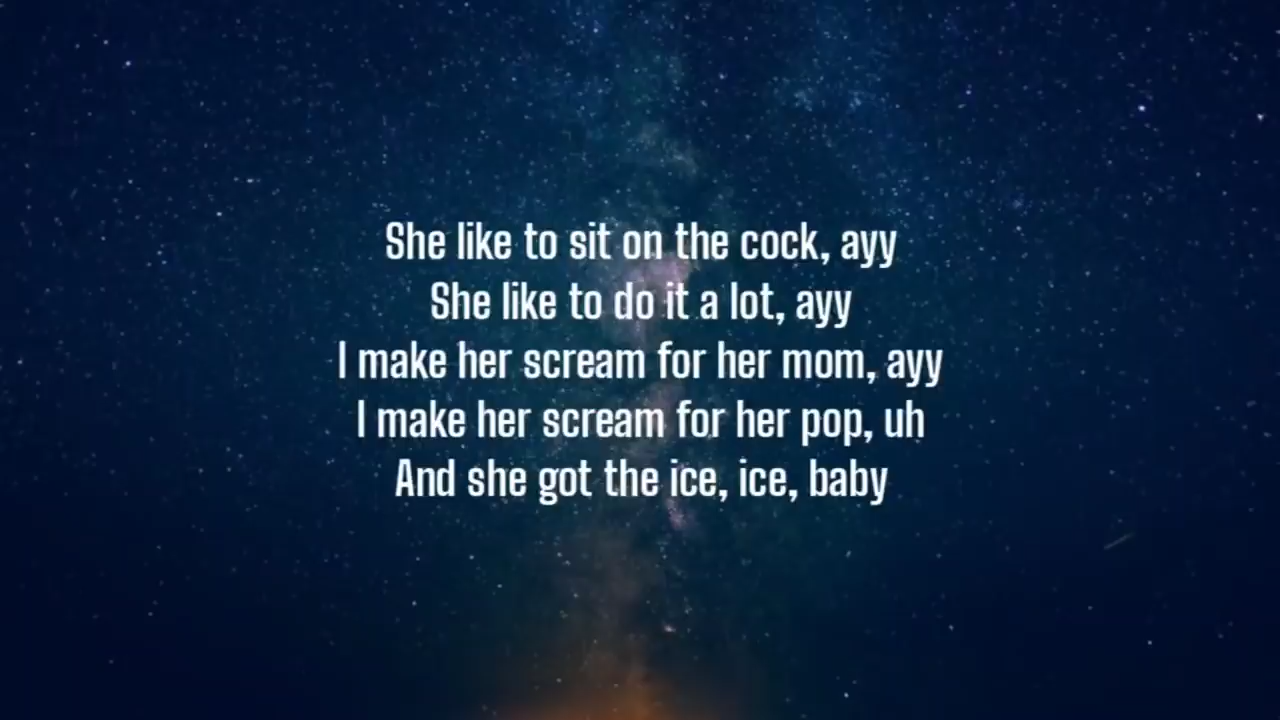 She like to sit on the cock, ayy
She like to do it a lot, ayy
I make her scream for her mom, ayy
I make her scream for her pop, uh
And she got the ice, ice, baby